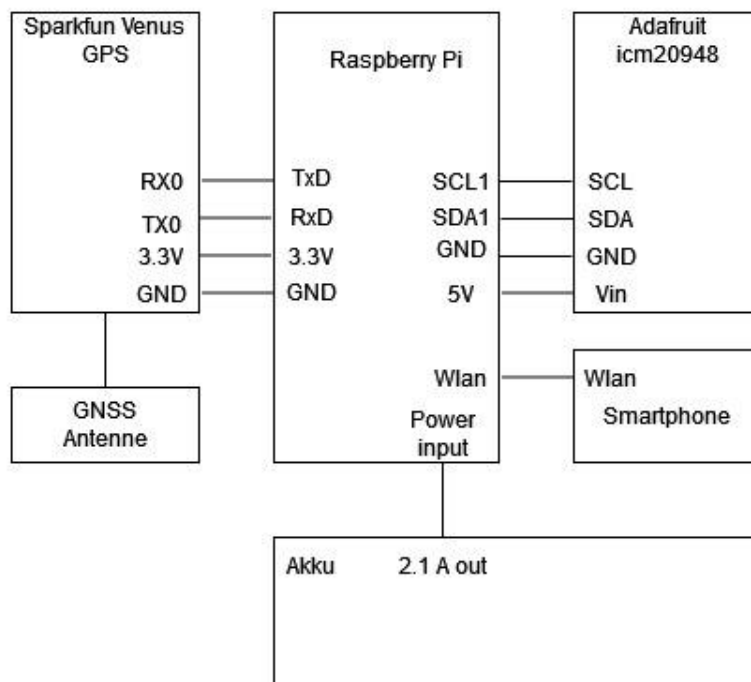 Sparkfun Venus
GPS
RX0
TX0
3.3V
GND
GNSS
Antenne
Raspberry Pi
TxD
RxD
3.3V
GND
SCL1
SDA1
GND
5V
Wlan
Power
input
Adafruit
icm20948
SCL
SDA
GND
Vin
Wlan
Smartphone
Akku 2.1 A out